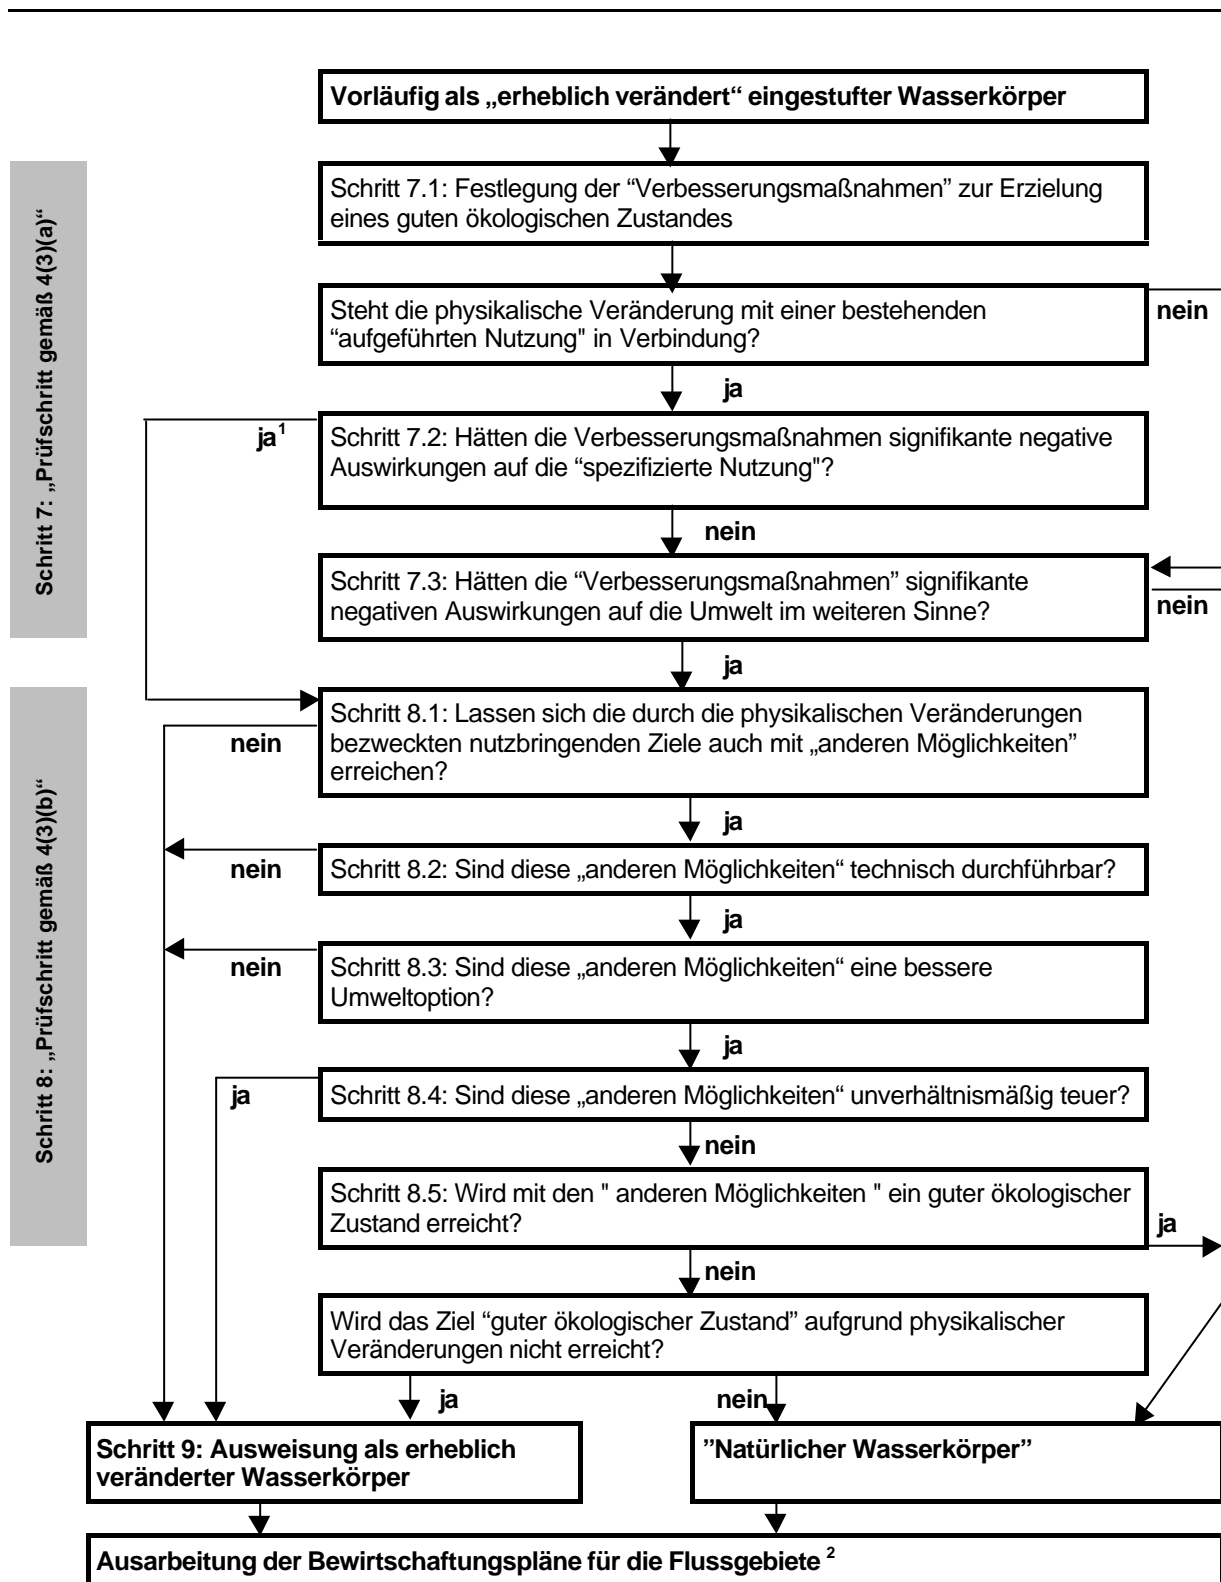 Vorläufig als „erheblich verändert“ eingestufter Wasserkörper
Schritt 7: „Prüfschritt gemäß 4(3)(a)“
Schritt 7.1: Festlegung der “Verbesserungsmaßnahmen” zur Erzielung
eines guten ökologischen Zustandes
Steht die physikalische Veränderung mit einer bestehenden
“aufgeführten Nutzung" in Verbindung?
nein
ja
ja¹
Schritt 7.2: Hätten die Verbesserungsmaßnahmen signifikante negative
Auswirkungen auf die “spezifizierte Nutzung"?
nein
Schritt 7.3: Hätten die “Verbesserungsmaßnahmen” signifikante
negativen Auswirkungen auf die Umwelt im weiteren Sinne?
nein
ja
Schritt 8: „Prüfschritt gemäß 4(3)(b)“
Schritt 8.1: Lassen sich die durch die physikalischen Veränderungen
bezweckten nutzbringenden Ziele auch mit „anderen Möglichkeiten”
erreichen?
nein
ja
nein
Schritt 8.2: Sind diese „anderen Möglichkeiten“ technisch durchführbar?
ja
nein
Schritt 8.3: Sind diese „anderen Möglichkeiten“ eine bessere
Umweltoption?
ja
ja
Schritt 8.4: Sind diese „anderen Möglichkeiten“ unverhältnismäßig teuer?
nein
Schritt 8.5: Wird mit den " anderen Möglichkeiten " ein guter ökologischer
Zustand erreicht?
ja
nein
Wird das Ziel “guter ökologischer Zustand” aufgrund physikalischer
Veränderungen nicht erreicht?
ja
nein
Schritt 9: Ausweisung als erheblich
veränderter Wasserkörper
”Natürlicher Wasserkörper”
Ausarbeitung der Bewirtschaftungspläne für die Flussgebiete ²